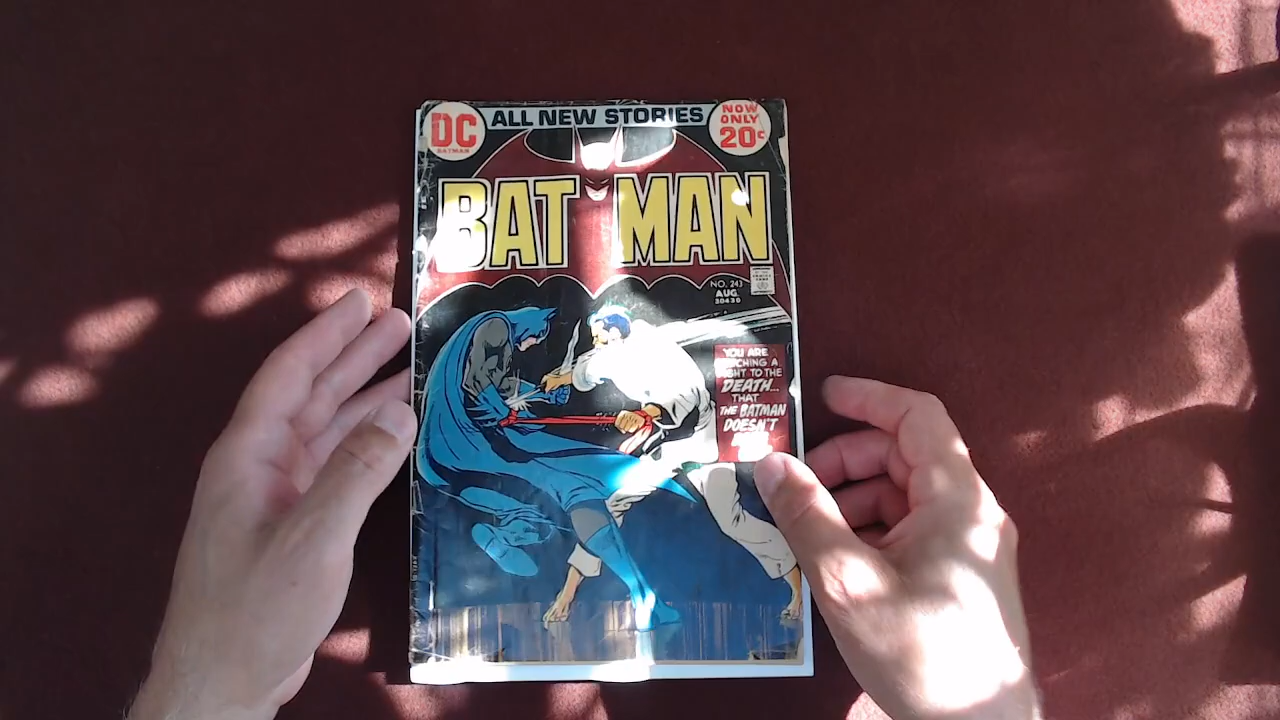 ALL NEW STORIES
DC
BATMAN
NOW
ONLY
20¢
BATMAN
NO. 243
AUG.
30430
YOU ARE
A
TO THE
DEATH...
THAT
THE BATMAN
DOESN'T